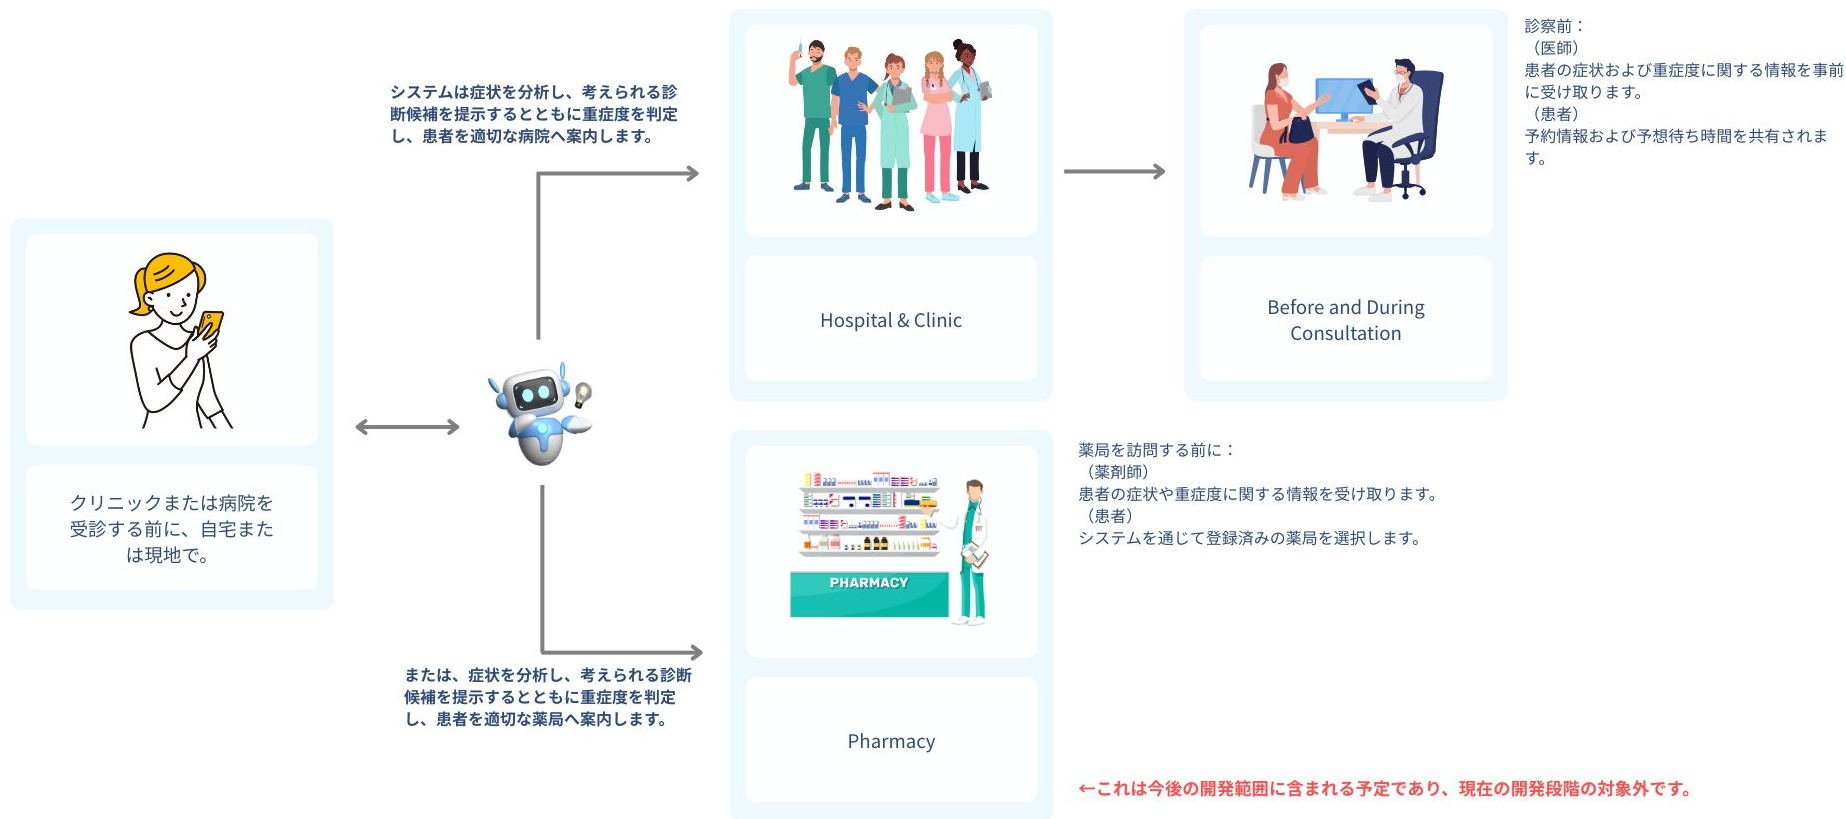 システムは症状を分析し、考えられる診
断候補を提示するとともに重症度を判定
し、患者を適切な病院へ案内します。
診察前：
（医師）
患者の症状および重症度に関する情報を事前
に受け取ります。
（患者）
予約情報および予想待ち時間を共有されま
す。
Hospital & Clinic
Before and During
Consultation
クリニックまたは病院を
受診する前に、自宅また
は現地で。
薬局を訪問する前に：
（薬剤師）
患者の症状や重症度に関する情報を受け取ります。
（患者）
システムを通じて登録済みの薬局を選択します。
PHARMACY
または、症状を分析し、考えられる診断
候補を提示するとともに重症度を判定
し、患者を適切な薬局へ案内します。
Pharmacy
←これは今後の開発範囲に含まれる予定であり、現在の開発段階の対象外です。